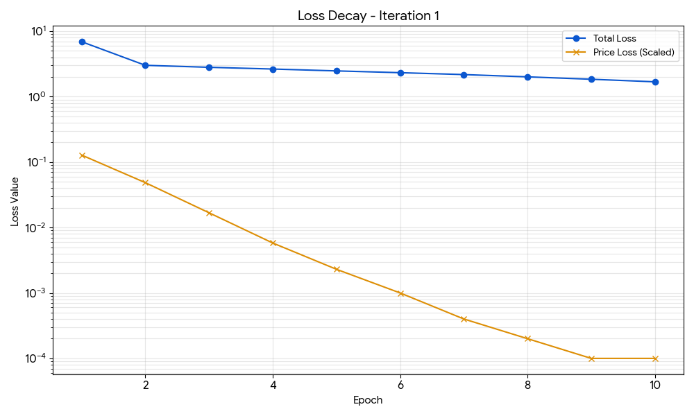 Loss Decay - Iteration 1
Total Loss
Price Loss (Scaled)
Loss Value
10¹
10⁰
10⁻¹
10⁻²
10⁻³
10⁻⁴
2 4 6 8 10
Epoch